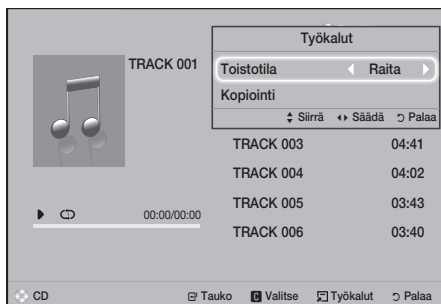 TRACK 001
Työkalut
Toistotila Raita
Kopiointi
Siirrä Säädä Palaa
TRACK 003 04:41
TRACK 004 04:02
TRACK 005 03:43
TRACK 006 03:40
00:00/00:00
CD Tauko C Valitse Työkalut Palaa